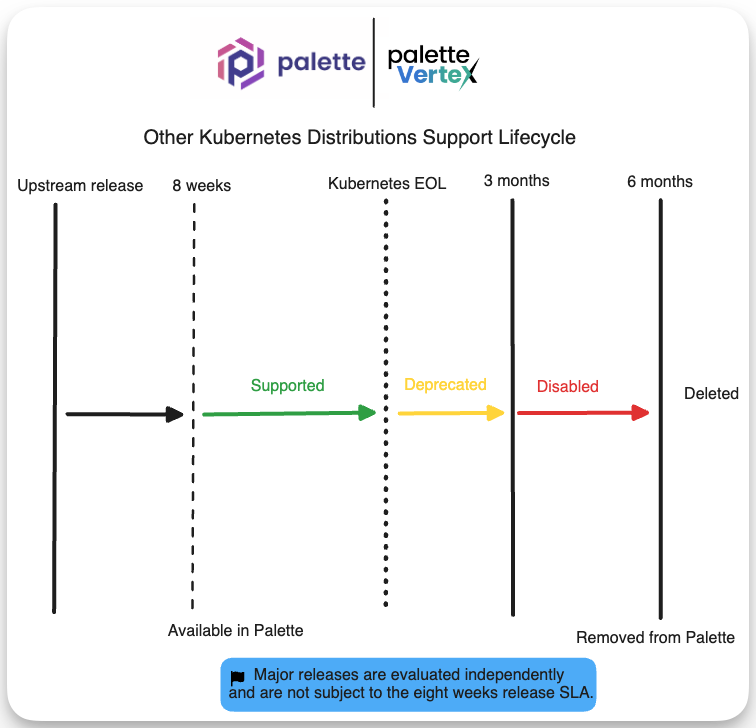 palette
palette
VerteX
Other Kubernetes Distributions Support Lifecycle
Upstream release
8 weeks
Kubernetes EOL
3 months
6 months
Supported
Deprecated
Disabled
Deleted
Available in Palette
Removed from Palette
Major releases are evaluated independently
and are not subject to the eight weeks release SLA.